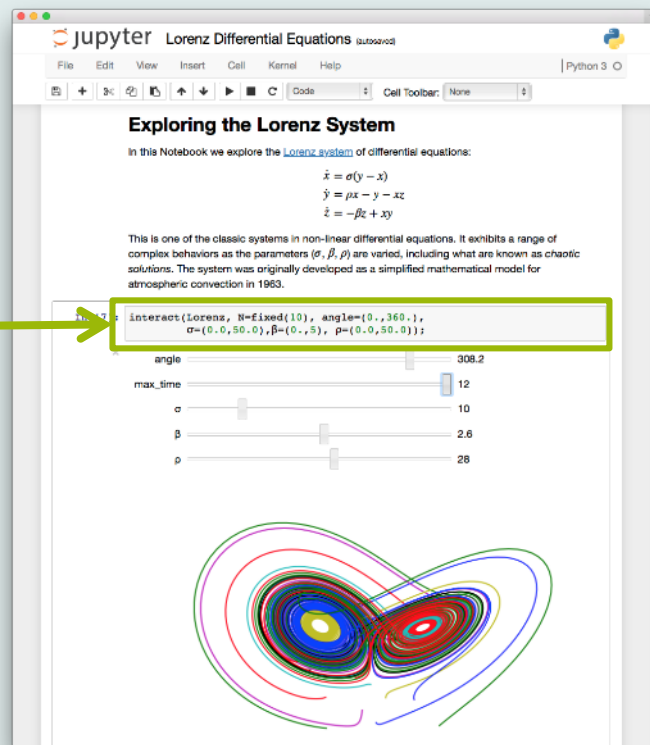 jupyter Lorenz Differential Equations (autosaved)
File Edit View Insert Cell Kernel Help Python 3
Code Cell Toolbar: None
Exploring the Lorenz System
In this Notebook we explore the Lorenz system of differential equations:
ẋ = σ(y − x)
ẏ = ρx − y − xz
ż = −βz + xy
This is one of the classic systems in non-linear differential equations. It exhibits a range of
complex behaviors as the parameters (σ, β, ρ) are varied, including what are known as chaotic
solutions. The system was originally developed as a simplified mathematical model for
atmospheric convection in 1963.
interact(Lorenz, N=fixed(10), angle=(0.,360.),
σ=(0.0,50.0),β=(0.,5), ρ=(0.0,50.0));
angle 308.2
max_time 12
σ 10
β 2.6
ρ 28